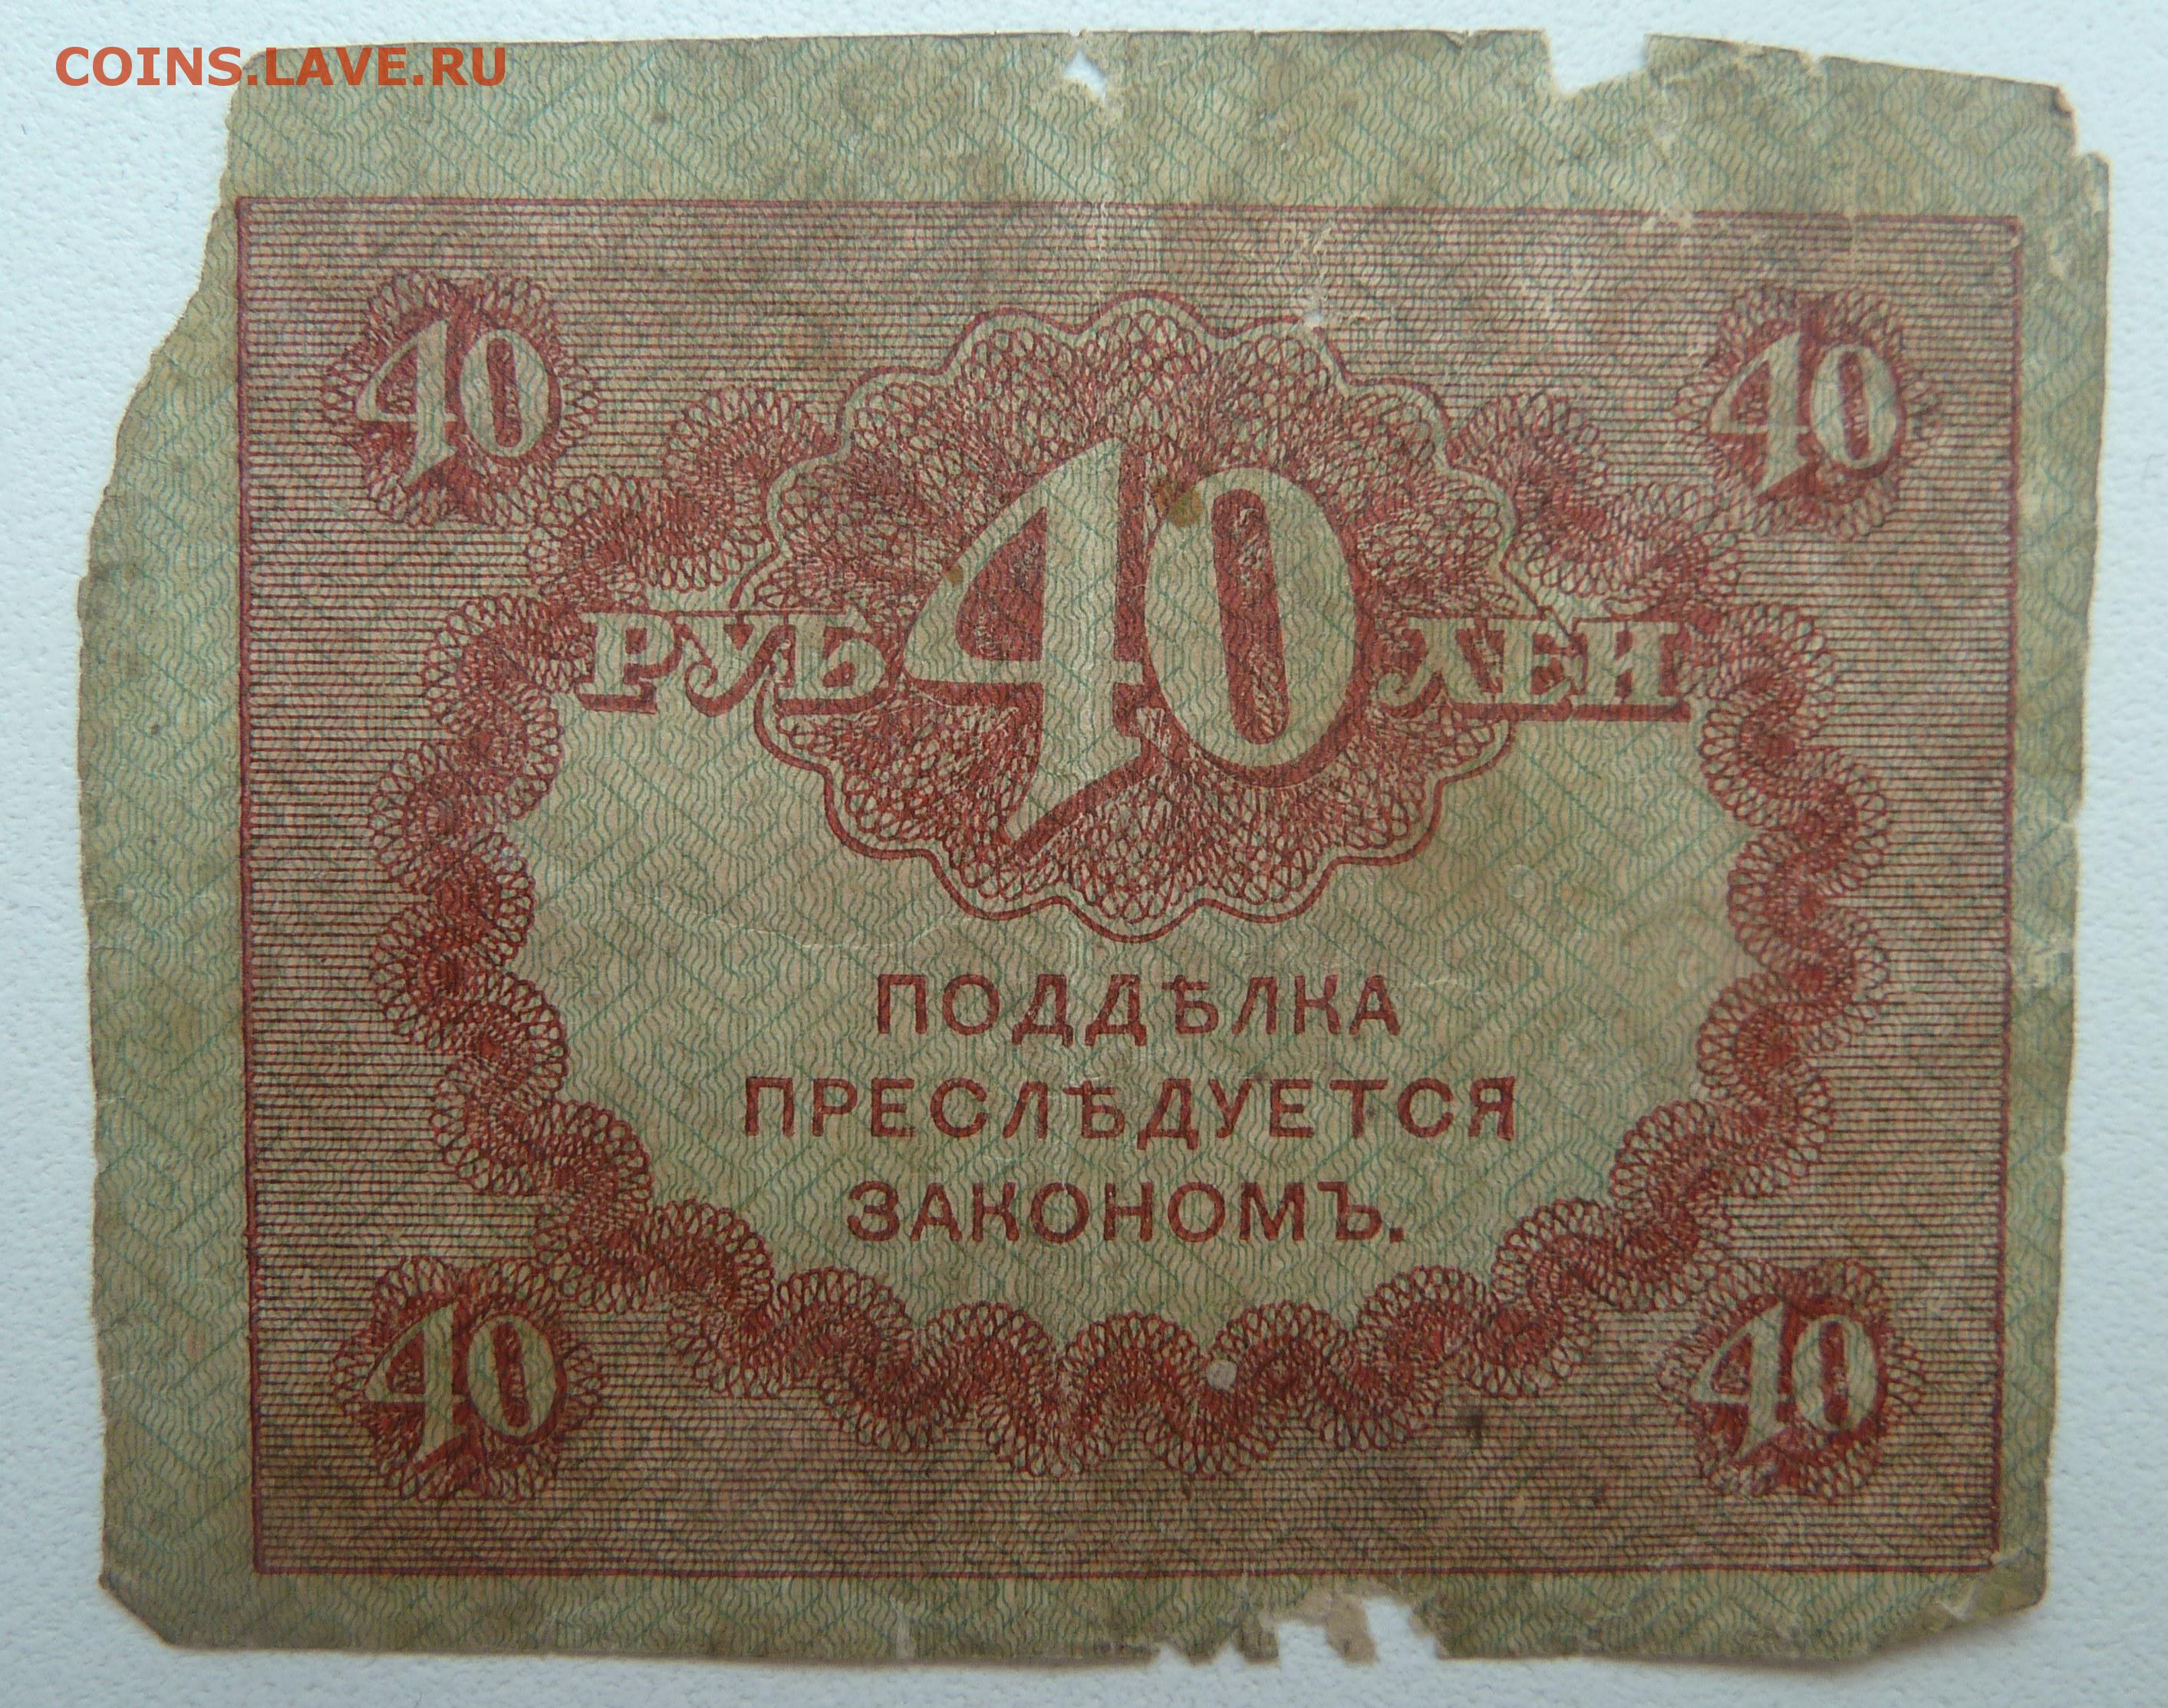 COINS.LAVE.RU
40 40
РУБ 40 ЛЕЙ
ПОДДѢЛКА
ПРЕСЛѢДУЕТСЯ
ЗАКОНОМЪ.
40 40